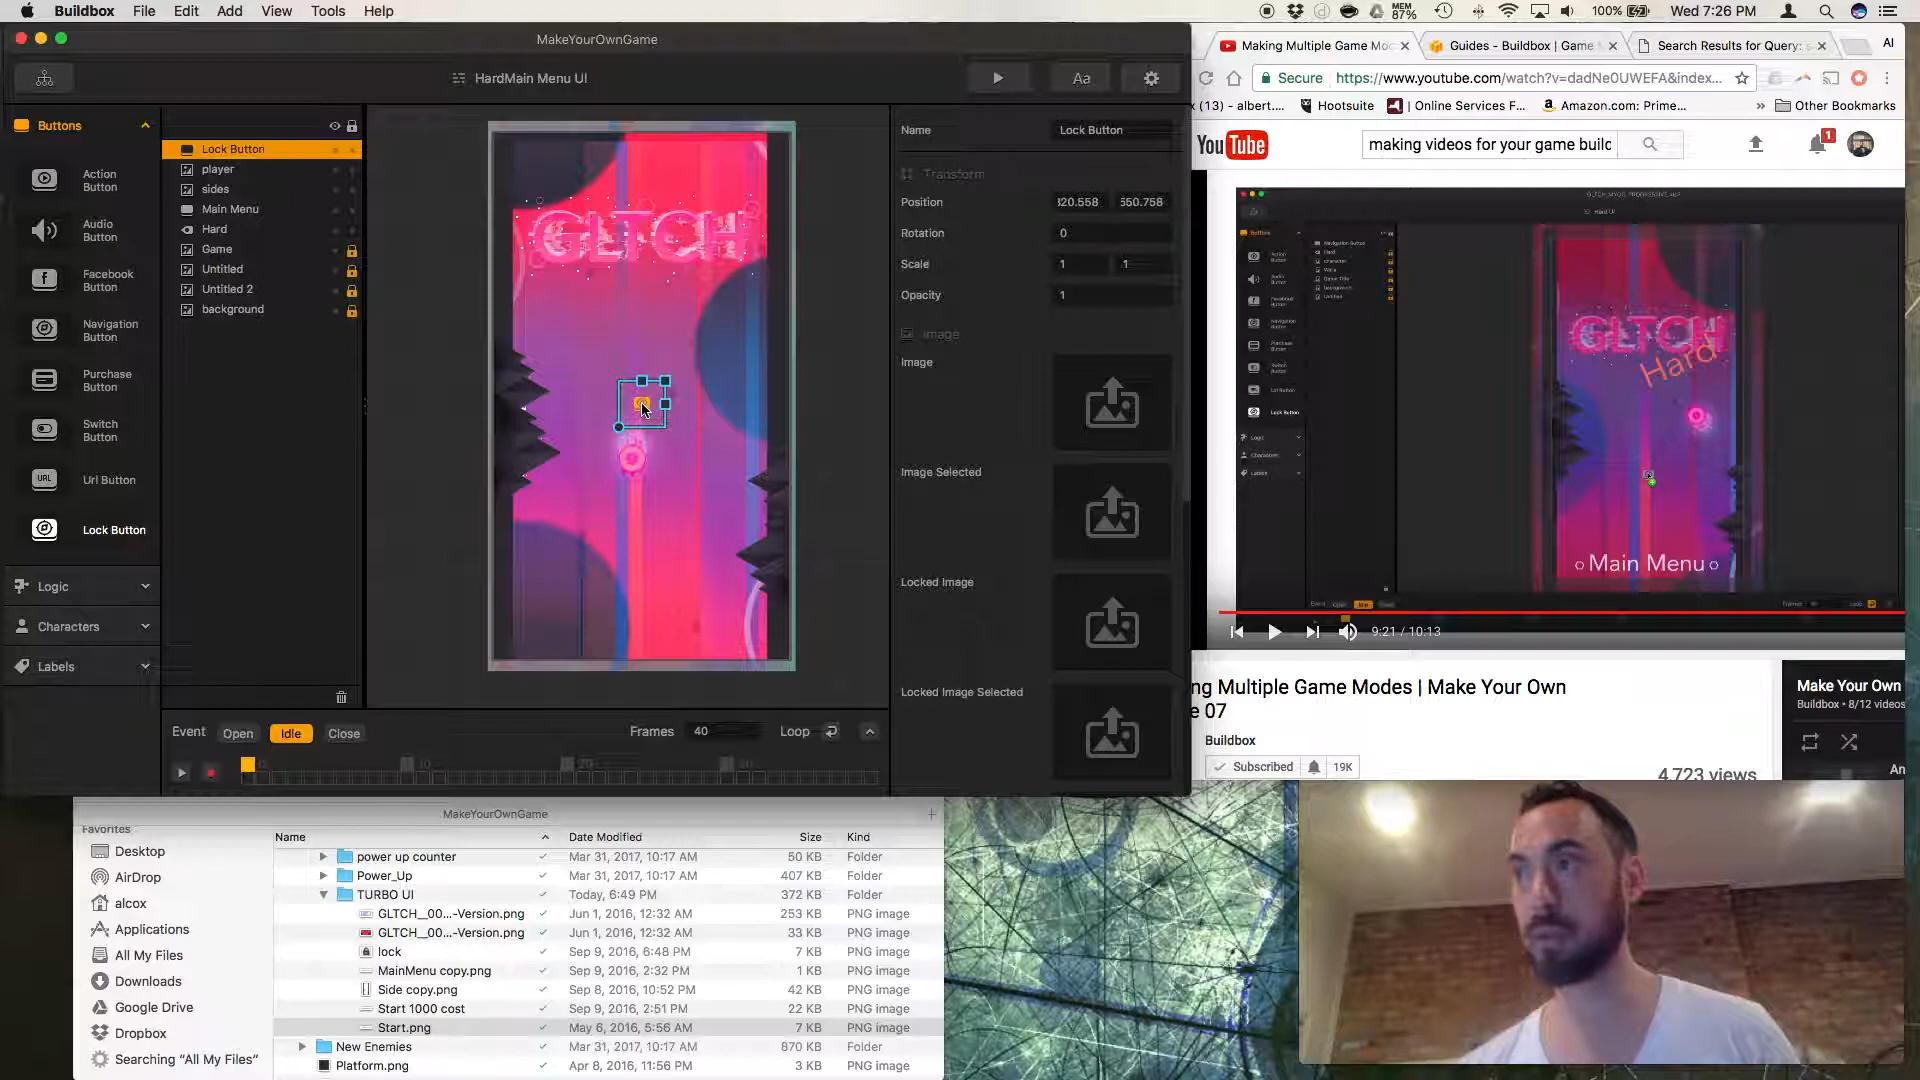 Buildbox File Edit Add View Tools Help
MEM 87% 100% Wed 7:26 PM
MakeYourOwnGame
HardMain Menu UI
Aa
Buttons
Action Button
Audio Button
Facebook Button
Navigation Button
Purchase Button
Switch Button
URL Url Button
Lock Button
Logic
Characters
Labels
Lock Button
player
sides
Main Menu
Hard
Game
Untitled
Untitled 2
background
GLTCH
Name Lock Button
Transform
Position 320.558 550.758
Rotation 0
Scale 1 1
Opacity 1
Image
Image
Image Selected
Locked Image
Locked Image Selected
Event Open Idle Close Frames 40 Loop
10 20 30
Making Multiple Game Mod Guides - Buildbox | Game M Search Results for Query: s Al
Secure https://www.youtube.com/watch?v=dadNe0UWEFA&index...
(13) - albert.... Hootsuite | Online Services F... Amazon.com: Prime... » Other Bookmarks
YouTube making videos for your game build 1
Hard UI
GLTCH
Hard
Main Menu
9:21 / 10:13
ng Multiple Game Modes | Make Your Own
e 07
Buildbox
Subscribed 19K
4,723 views
Make Your Own
Buildbox • 8/12 videos
An
MakeYourOwnGame
Favorites
Desktop
AirDrop
alcox
Applications
All My Files
Downloads
Google Drive
Dropbox
Searching “All My Files”
Name Date Modified Size Kind
power up counter Mar 31, 2017, 10:17 AM 50 KB Folder
Power_Up Mar 31, 2017, 10:17 AM 407 KB Folder
TURBO UI Today, 6:49 PM 372 KB Folder
GLTCH__00...-Version.png Jun 1, 2016, 12:32 AM 253 KB PNG image
GLTCH__00...-Version.png Jun 1, 2016, 12:32 AM 33 KB PNG image
lock Sep 9, 2016, 6:48 PM 7 KB PNG image
MainMenu copy.png Sep 9, 2016, 2:32 PM 1 KB PNG image
Side copy.png Sep 8, 2016, 10:52 PM 42 KB PNG image
Start 1000 cost Sep 9, 2016, 2:51 PM 22 KB PNG image
Start.png May 6, 2016, 5:56 AM 7 KB PNG image
New Enemies Mar 31, 2017, 10:17 AM 870 KB Folder
Platform.png Apr 8, 2016, 11:56 PM 3 KB PNG image